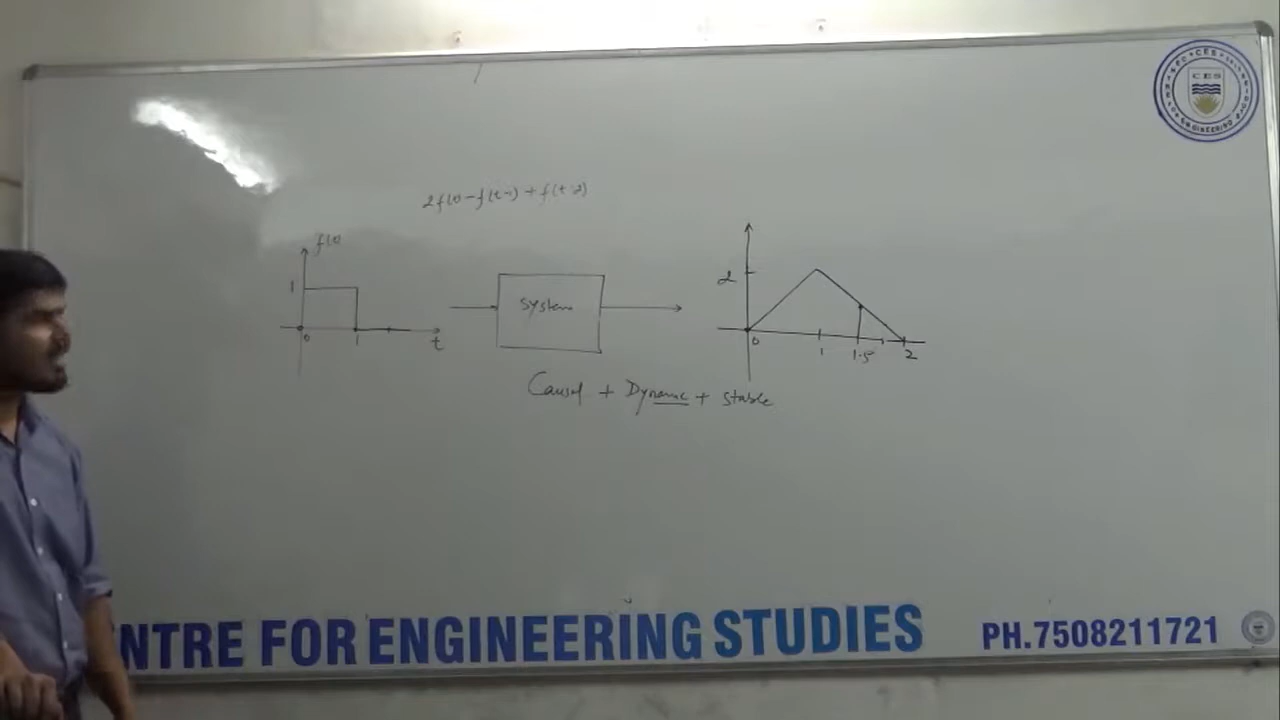 CES
2f(t) - f(t-1) + f(t-2)
f(t)
1
0
1
t
System
2
0
1
1.5
2
Causal + Dynamic + Stable
NTRE FOR ENGINEERING STUDIES
PH.7508211721